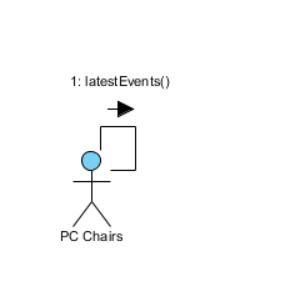 1: latestEvents()
PC Chairs